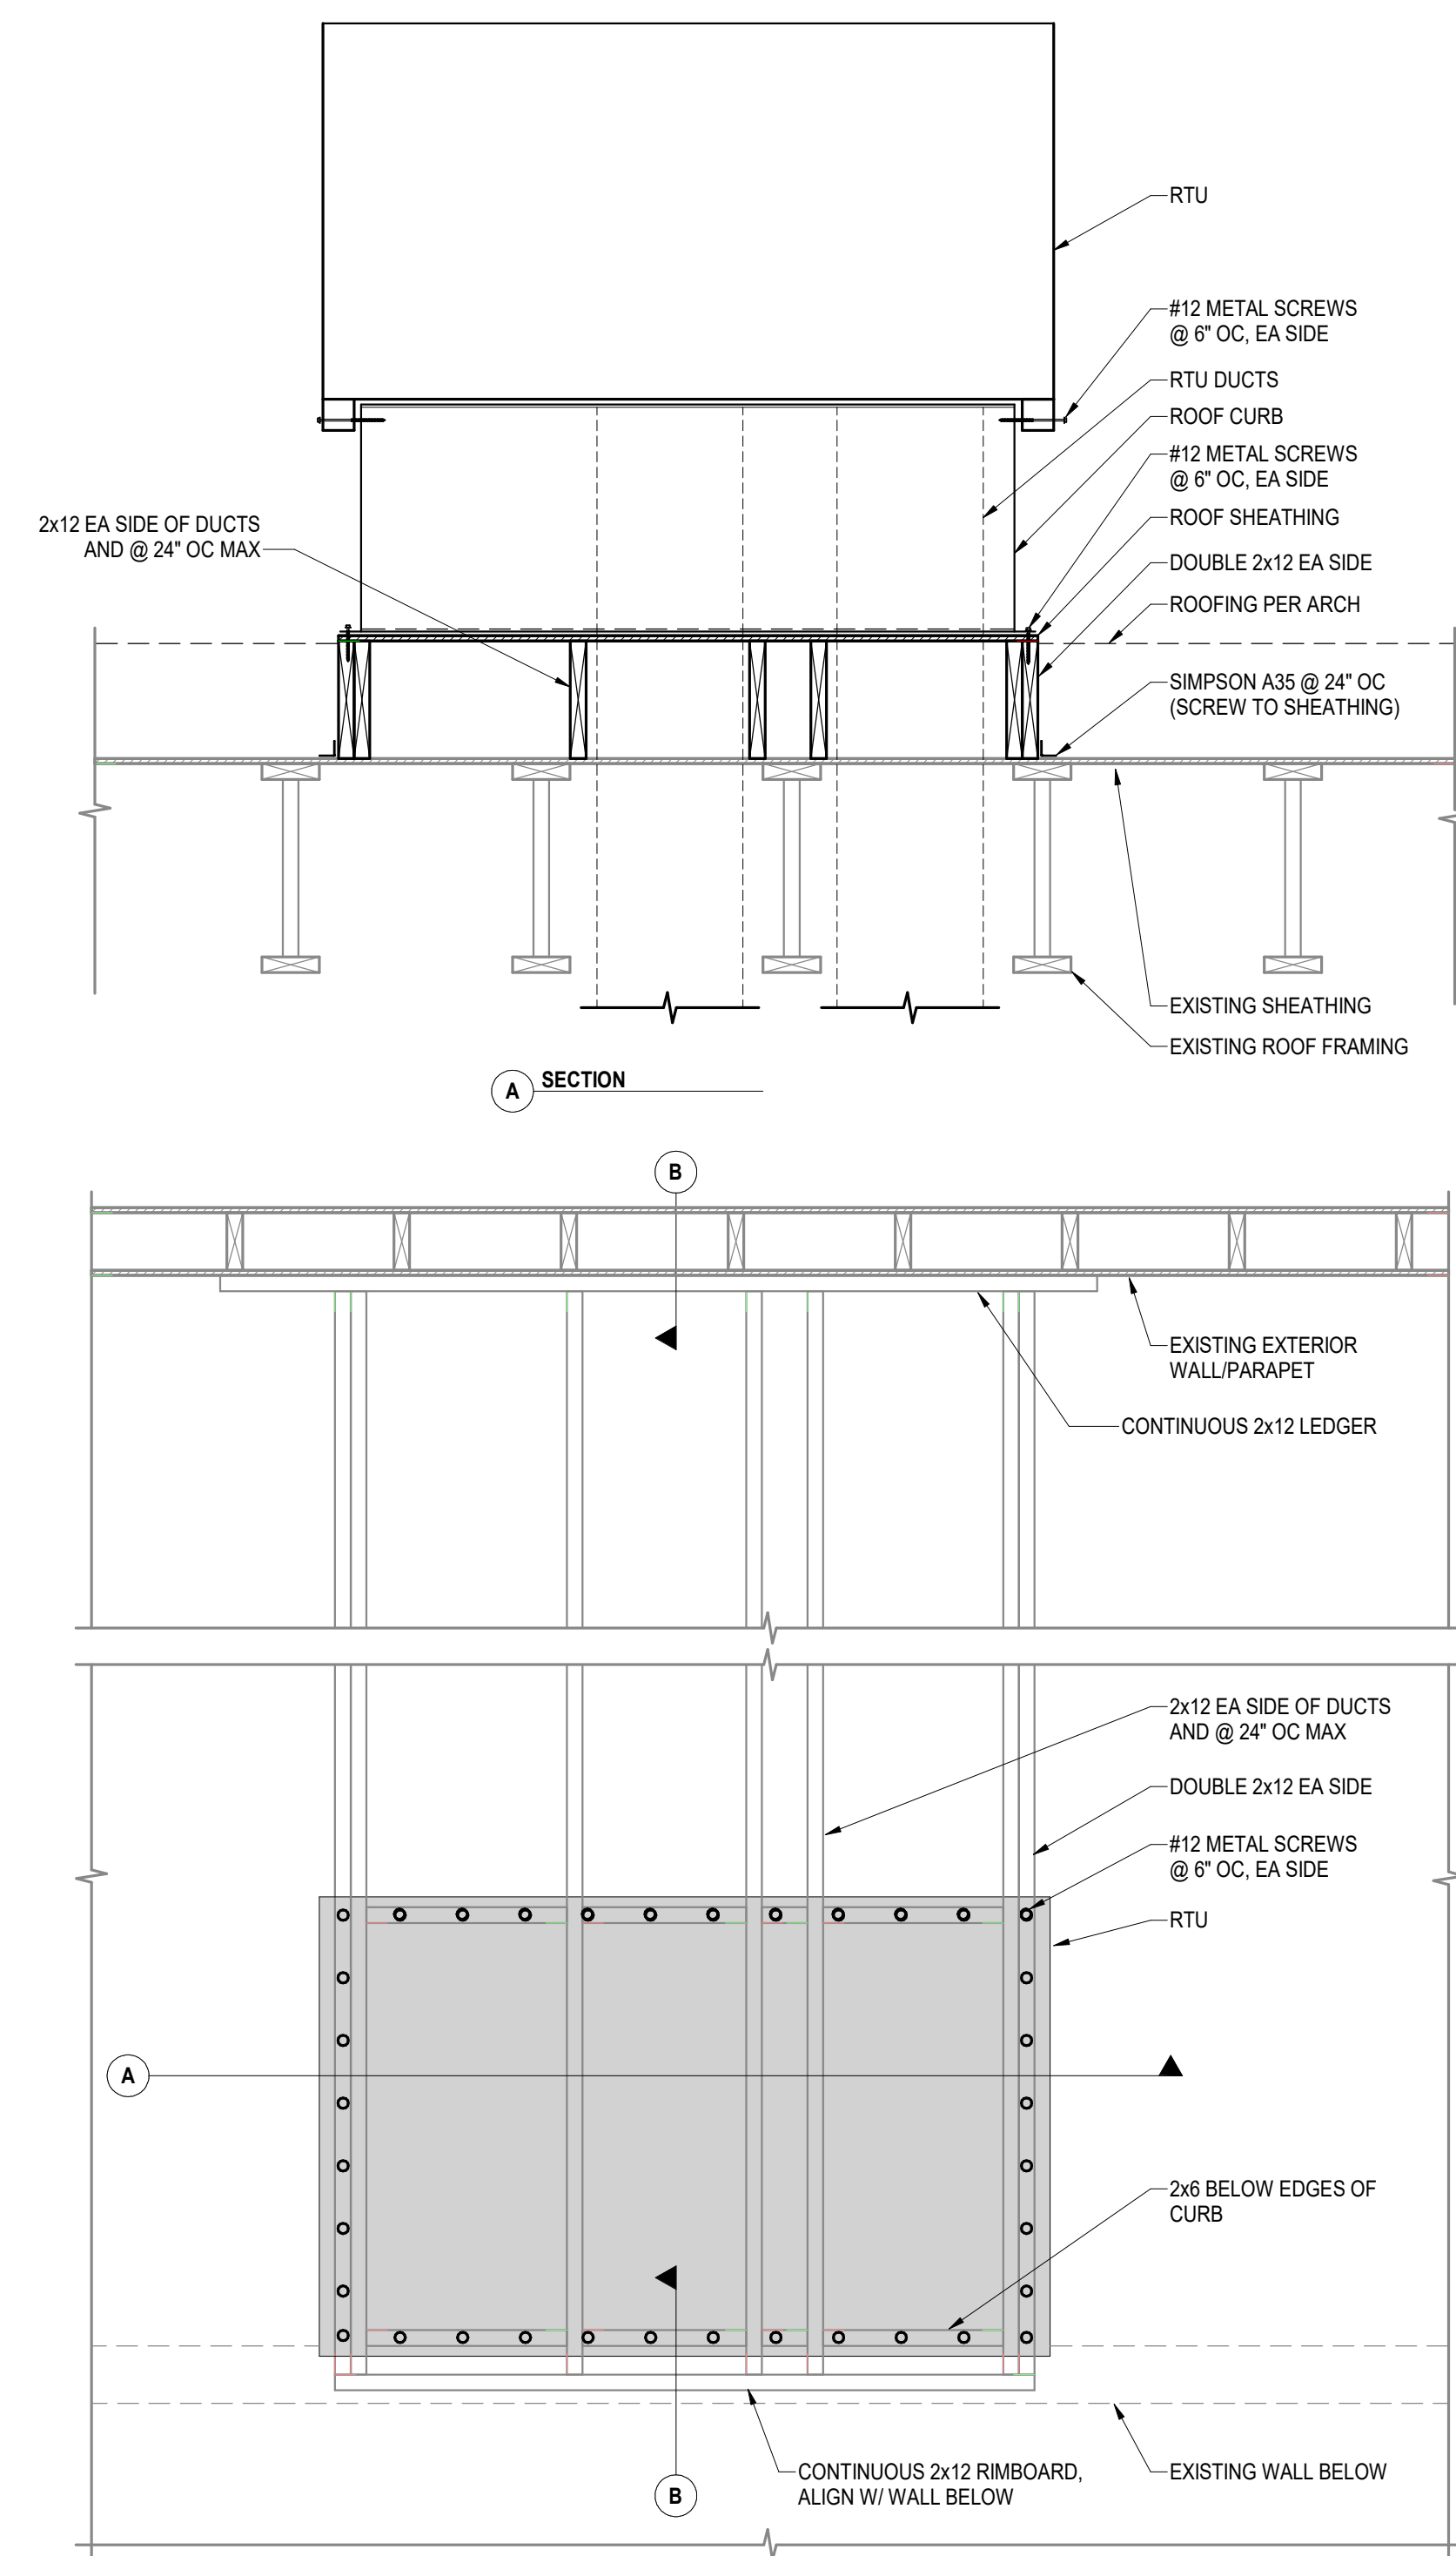 RTU
#12 METAL SCREWS
@ 6" OC, EA SIDE
RTU DUCTS
ROOF CURB
#12 METAL SCREWS
@ 6" OC, EA SIDE
ROOF SHEATHING
2x12 EA SIDE OF DUCTS
AND @ 24" OC MAX
DOUBLE 2x12 EA SIDE
ROOFING PER ARCH
SIMPSON A35 @ 24" OC
(SCREW TO SHEATHING)
EXISTING SHEATHING
EXISTING ROOF FRAMING
A SECTION
B
EXISTING EXTERIOR
WALL/PARAPET
CONTINUOUS 2x12 LEDGER
2x12 EA SIDE OF DUCTS
AND @ 24" OC MAX
DOUBLE 2x12 EA SIDE
#12 METAL SCREWS
@ 6" OC, EA SIDE
RTU
A
2x6 BELOW EDGES OF
CURB
CONTINUOUS 2x12 RIMBOARD,
ALIGN W/ WALL BELOW
EXISTING WALL BELOW
B